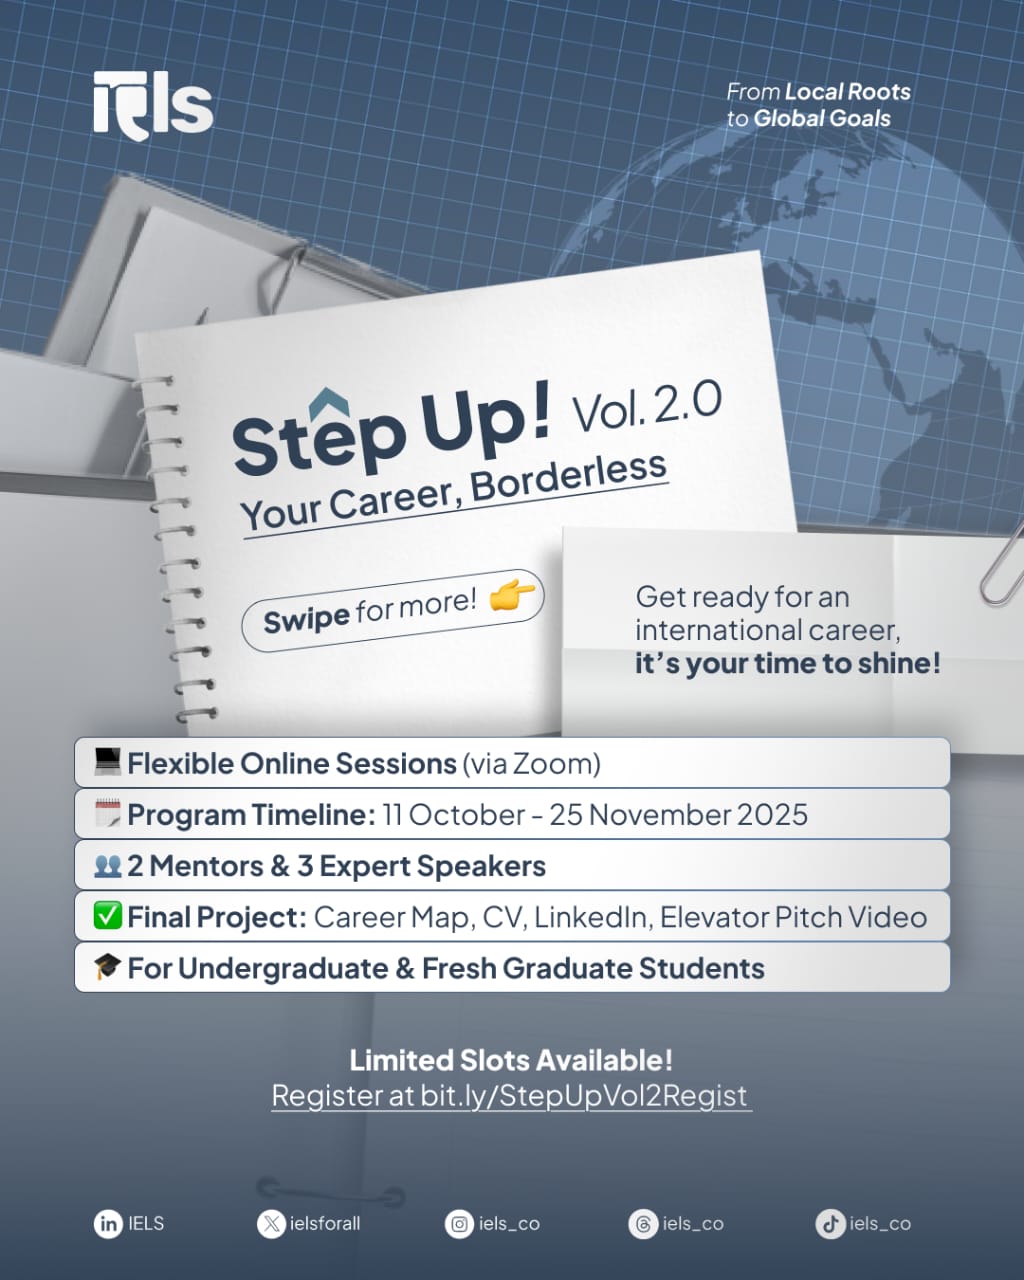 iels
From Local Roots
to Global Goals
Step Up! Vol. 2.0
Your Career, Borderless
Swipe for more! 👉
Get ready for an
international career,
it's your time to shine!
💻 Flexible Online Sessions (via Zoom)
🗓️ Program Timeline: 11 October - 25 November 2025
👥 2 Mentors & 3 Expert Speakers
✅ Final Project: Career Map, CV, LinkedIn, Elevator Pitch Video
🎓 For Undergraduate & Fresh Graduate Students
Limited Slots Available!
Register at bit.ly/StepUpVol2Regist
in IELS
X ielsforall
iels_co
iels_co
iels_co